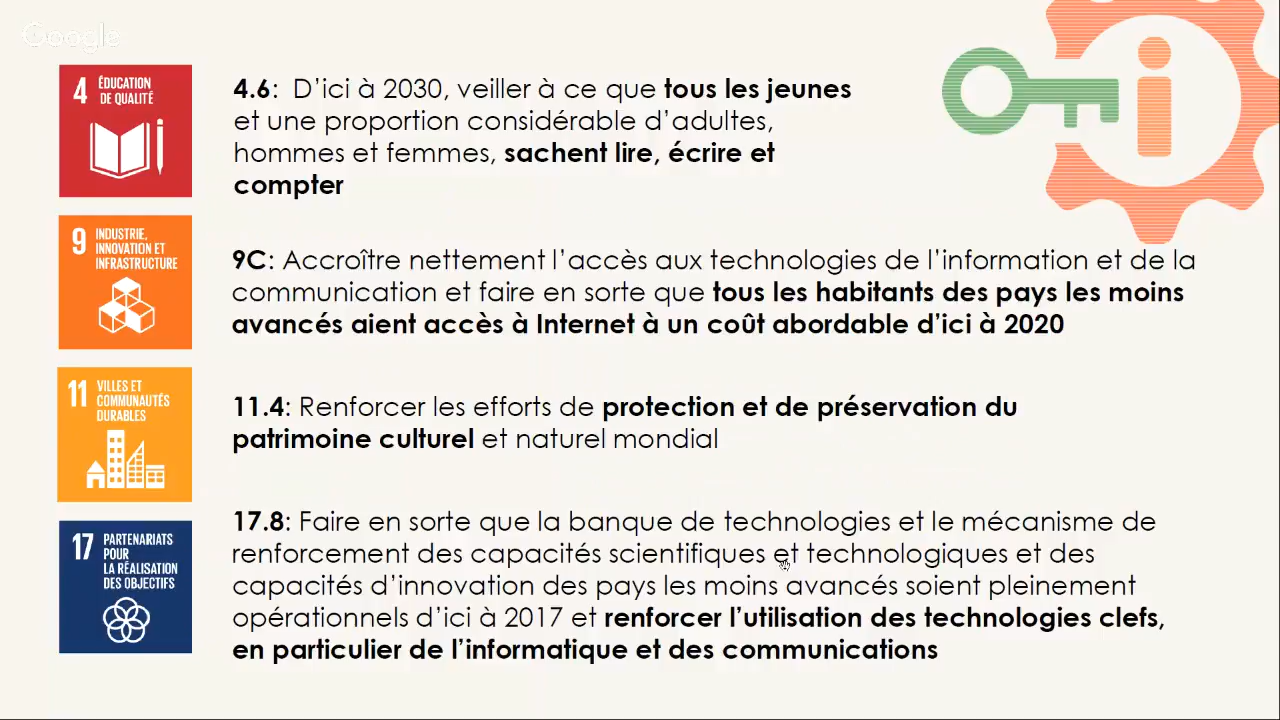 Google
4 ÉDUCATION
DE QUALITÉ
4.6: D’ici à 2030, veiller à ce que tous les jeunes
et une proportion considérable d’adultes,
hommes et femmes, sachent lire, écrire et
compter
9 INDUSTRIE,
INNOVATION ET
INFRASTRUCTURE
9C: Accroître nettement l’accès aux technologies de l’information et de la
communication et faire en sorte que tous les habitants des pays les moins
avancés aient accès à Internet à un coût abordable d’ici à 2020
11 VILLES ET
COMMUNAUTÉS
DURABLES
11.4: Renforcer les efforts de protection et de préservation du
patrimoine culturel et naturel mondial
17 PARTENARIATS
POUR
LA RÉALISATION
DES OBJECTIFS
17.8: Faire en sorte que la banque de technologies et le mécanisme de
renforcement des capacités scientifiques et technologiques et des
capacités d’innovation des pays les moins avancés soient pleinement
opérationnels d’ici à 2017 et renforcer l’utilisation des technologies clefs,
en particulier de l’informatique et des communications